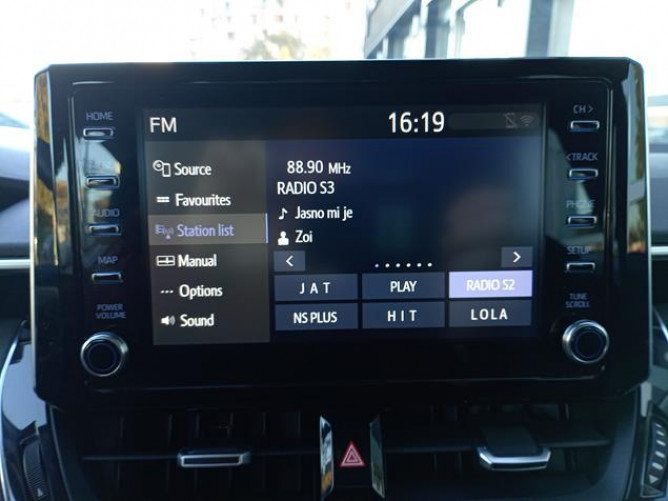 FM
16:19
HOME
AUDIO
MAP
POWER
VOLUME
Source
Favourites
Station list
Manual
Options
Sound
88.90 MHz
RADIO S3
Jasno mi je
Zoi
<
>
J A T
PLAY
RADIO S2
NS PLUS
H I T
LOLA
CH >
< TRACK
PHONE
SETUP
TUNE
SCROLL